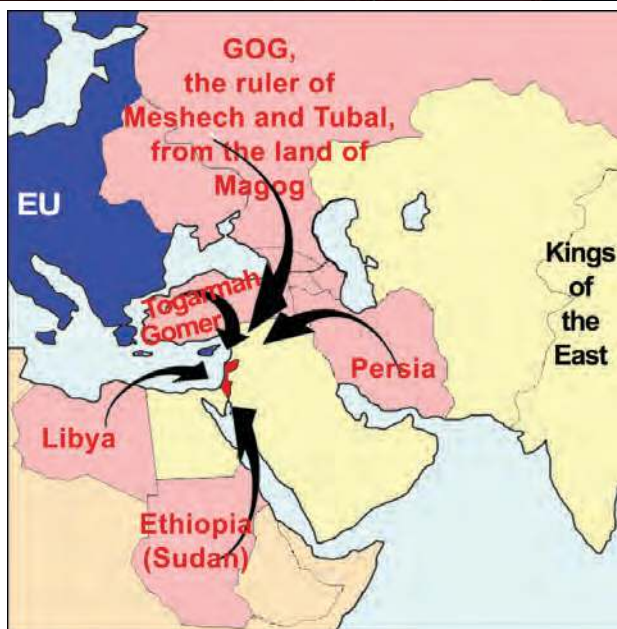 GOG,
the ruler of
Meshech and Tubal,
from the land of
Magog
EU
Kings
of
the
East
Togarmah
Gomer
Persia
Libya
Ethiopia
(Sudan)